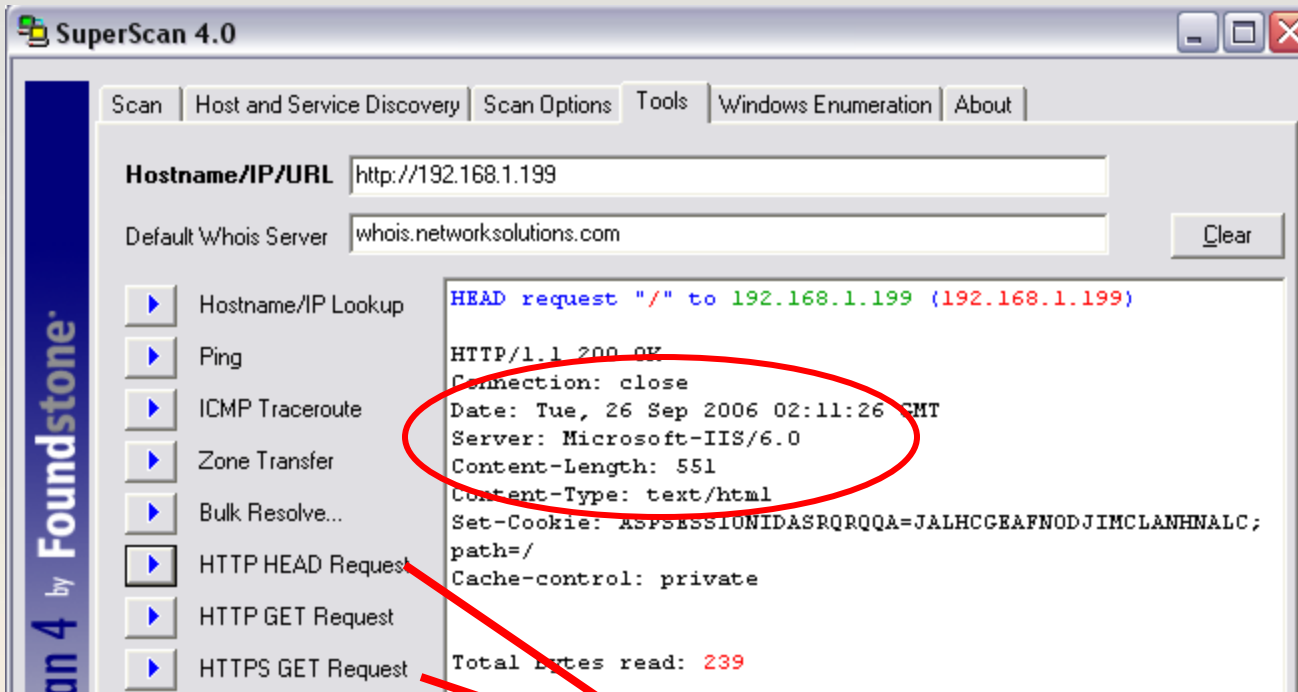 SuperScan 4.0
Scan
Host and Service Discovery
Scan Options
Tools
Windows Enumeration
About
Hostname/IP/URL
http://192.168.1.199
Default Whois Server
whois.networksolutions.com
Clear
Hostname/IP Lookup
Ping
ICMP Traceroute
Zone Transfer
Bulk Resolve...
HTTP HEAD Request
HTTP GET Request
HTTPS GET Request
HEAD request "/" to 192.168.1.199 (192.168.1.199)
HTTP/1.1 200 OK
Connection: close
Date: Tue, 26 Sep 2006 02:11:26 GMT
Server: Microsoft-IIS/6.0
Content-Length: 551
Content-Type: text/html
Set-Cookie: ASPSESSIONIDASRQRQQA=JALHCGEAFNODJIMCLANHNALC;
path=/
Cache-control: private
Total bytes read: 239
an 4 by Foundstone